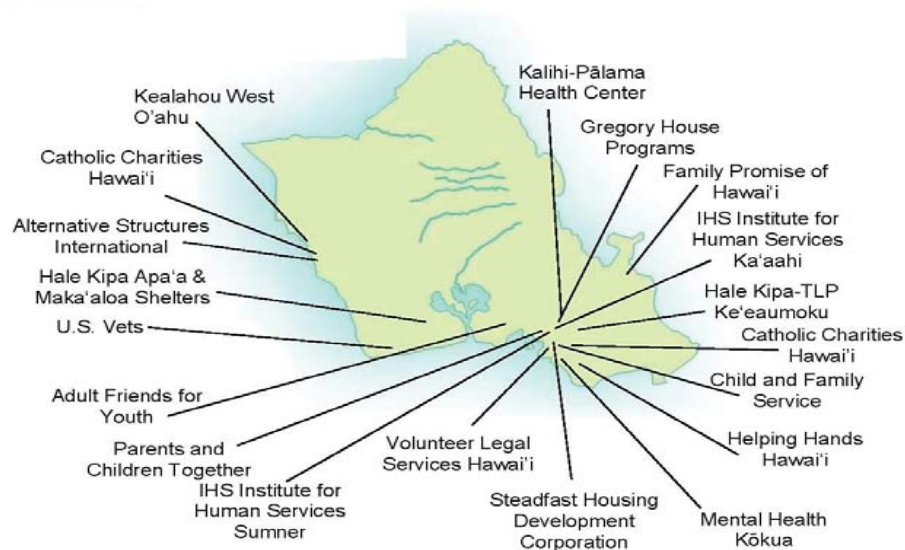 Kealahou West
O'ahu
Catholic Charities
Hawai'i
Alternative Structures
International
Hale Kipa Apa'a &
Maka'aloa Shelters
U.S. Vets
Adult Friends for
Youth
Parents and
Children Together
IHS Institute for
Human Services
Sumner
Volunteer Legal
Services Hawai'i
Steadfast Housing
Development
Corporation
Mental Health
Kōkua
Helping Hands
Hawai'i
Child and Family
Service
Catholic Charities
Hawai'i
Hale Kipa-TLP
Ke'eaumoku
IHS Institute for
Human Services
Ka'aahi
Family Promise of
Hawai'i
Gregory House
Programs
Kalihi-Pālama
Health Center